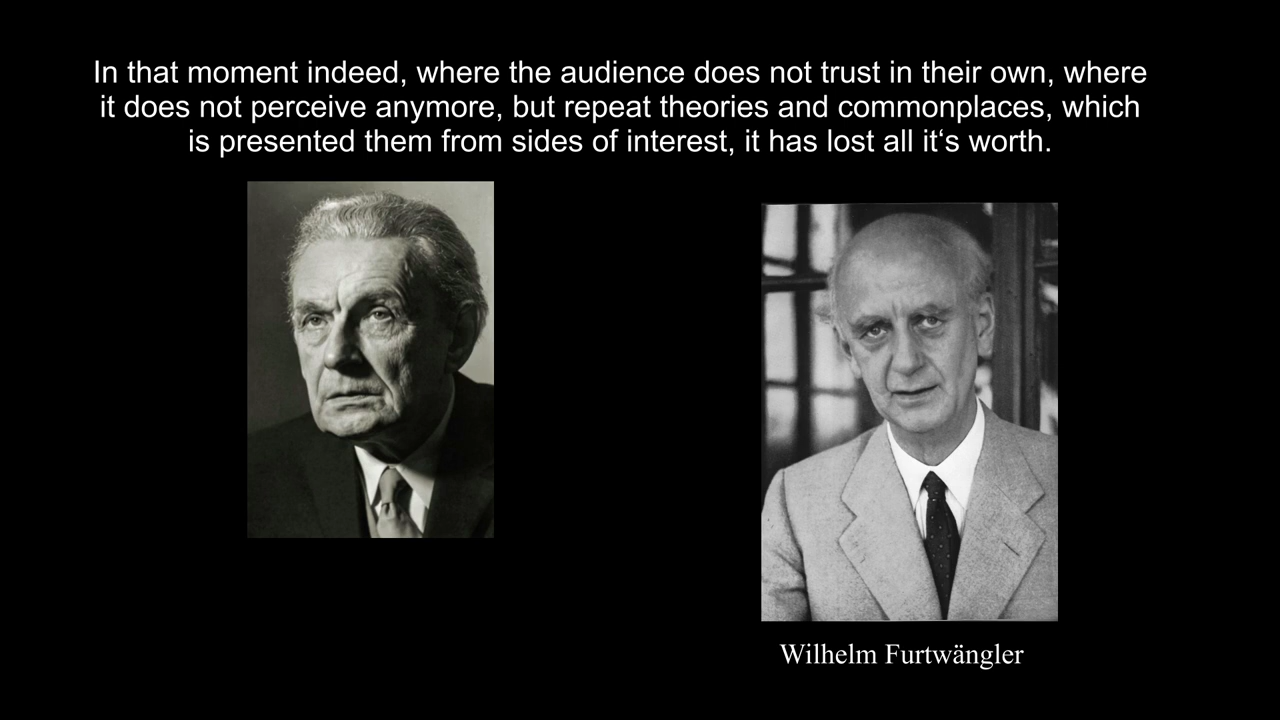 In that moment indeed, where the audience does not trust in their own, where
it does not perceive anymore, but repeat theories and commonplaces, which
is presented them from sides of interest, it has lost all it‘s worth.
Wilhelm Furtwängler